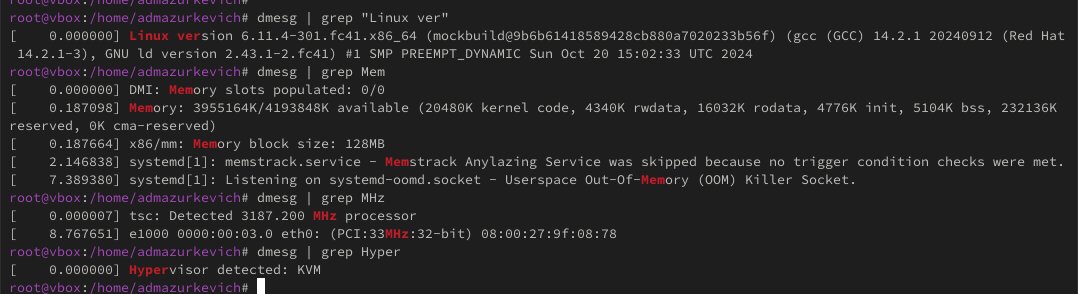 root@vbox:/home/admazurkevich# dmesg | grep "Linux ver"
[    0.000000] Linux version 6.11.4-301.fc41.x86_64 (mockbuild@9b6b61418589428cb880a7020233b56f) (gcc (GCC) 14.2.1 20240912 (Red Hat
 14.2.1-3), GNU ld version 2.43.1-2.fc41) #1 SMP PREEMPT_DYNAMIC Sun Oct 20 15:02:33 UTC 2024
root@vbox:/home/admazurkevich# dmesg | grep Mem
[    0.000000] DMI: Memory slots populated: 0/0
[    0.187098] Memory: 3955164K/4193848K available (20480K kernel code, 4340K rwdata, 16032K rodata, 4776K init, 5104K bss, 232136K
reserved, 0K cma-reserved)
[    0.187664] x86/mm: Memory block size: 128MB
[    2.146838] systemd[1]: memstrack.service - Memstrack Anylazing Service was skipped because no trigger condition checks were met.
[    7.389380] systemd[1]: Listening on systemd-oomd.socket - Userspace Out-Of-Memory (OOM) Killer Socket.
root@vbox:/home/admazurkevich# dmesg | grep MHz
[    0.000007] tsc: Detected 3187.200 MHz processor
[    8.767651] e1000 0000:00:03.0 eth0: (PCI:33MHz:32-bit) 08:00:27:9f:08:78
root@vbox:/home/admazurkevich# dmesg | grep Hyper
[    0.000000] Hypervisor detected: KVM
root@vbox:/home/admazurkevich#